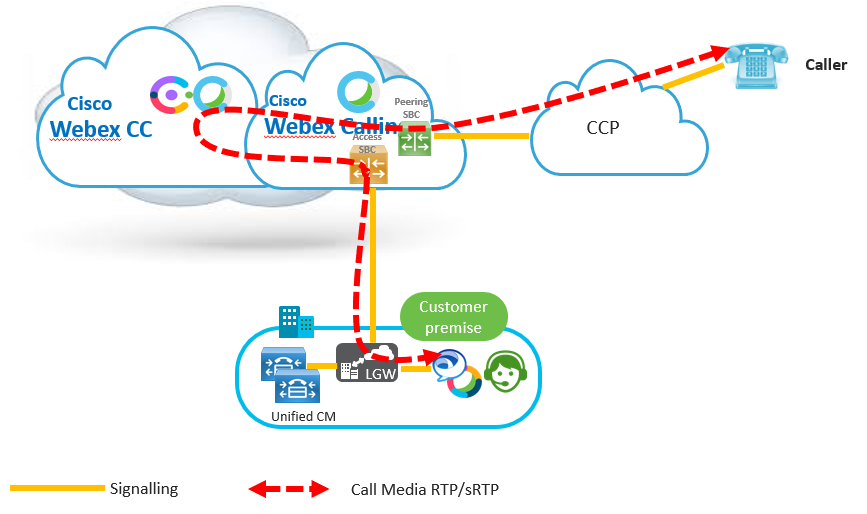 Caller
Peering
SBC
Cisco
Webex CC
Cisco
Webex Callin
CCP
Access
SBC
Customer
premise
LGW
Unified CM
Signalling
Call Media RTP/sRTP